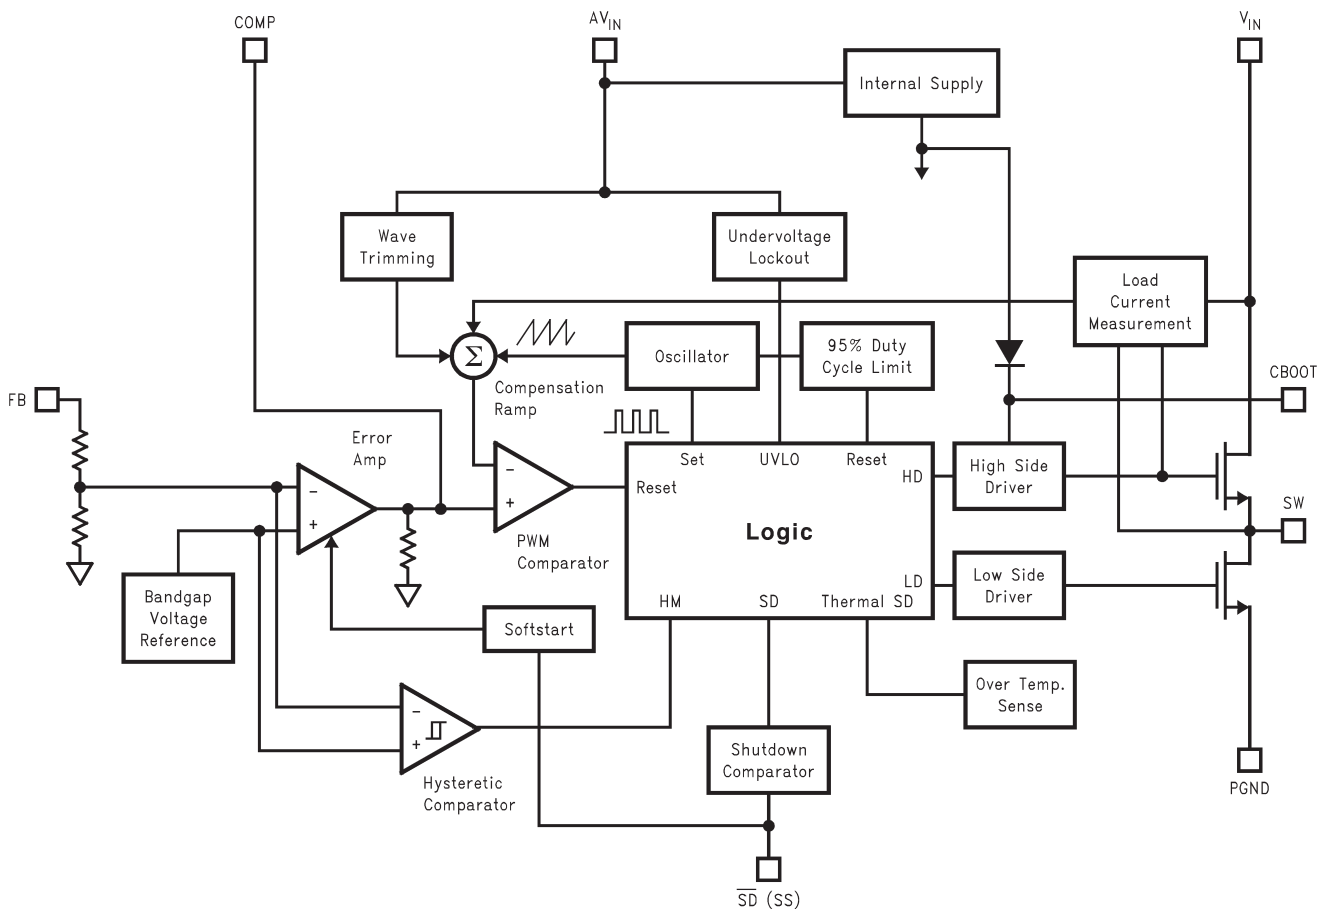 COMP
AVIN
VIN
Internal Supply
Wave
Trimming
Undervoltage
Lockout
Load
Current
Measurement
Σ
Oscillator
95% Duty
Cycle Limit
Compensation
Ramp
CBOOT
FB
Error
Amp
Set
UVLO
Reset
Reset
HD
High Side
Driver
−
+
−
+
PWM
Comparator
Logic
SW
Bandgap
Voltage
Reference
Softstart
HM
SD
Thermal SD
LD
Low Side
Driver
Over Temp.
Sense
−
+
Hysteretic
Comparator
Shutdown
Comparator
PGND
S̅D̅ (SS)